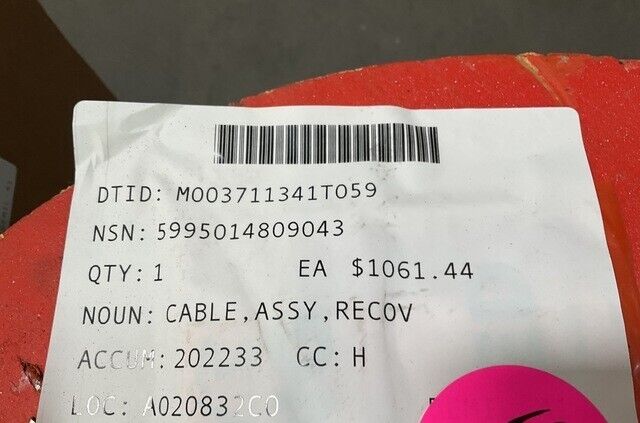 DTID: M003711341T059
NSN: 5995014809043
QTY: 1 EA $1061.44
NOUN: CABLE,ASSY,RECOV
ACCUM: 202233 CC: H
LOC: A020832C0